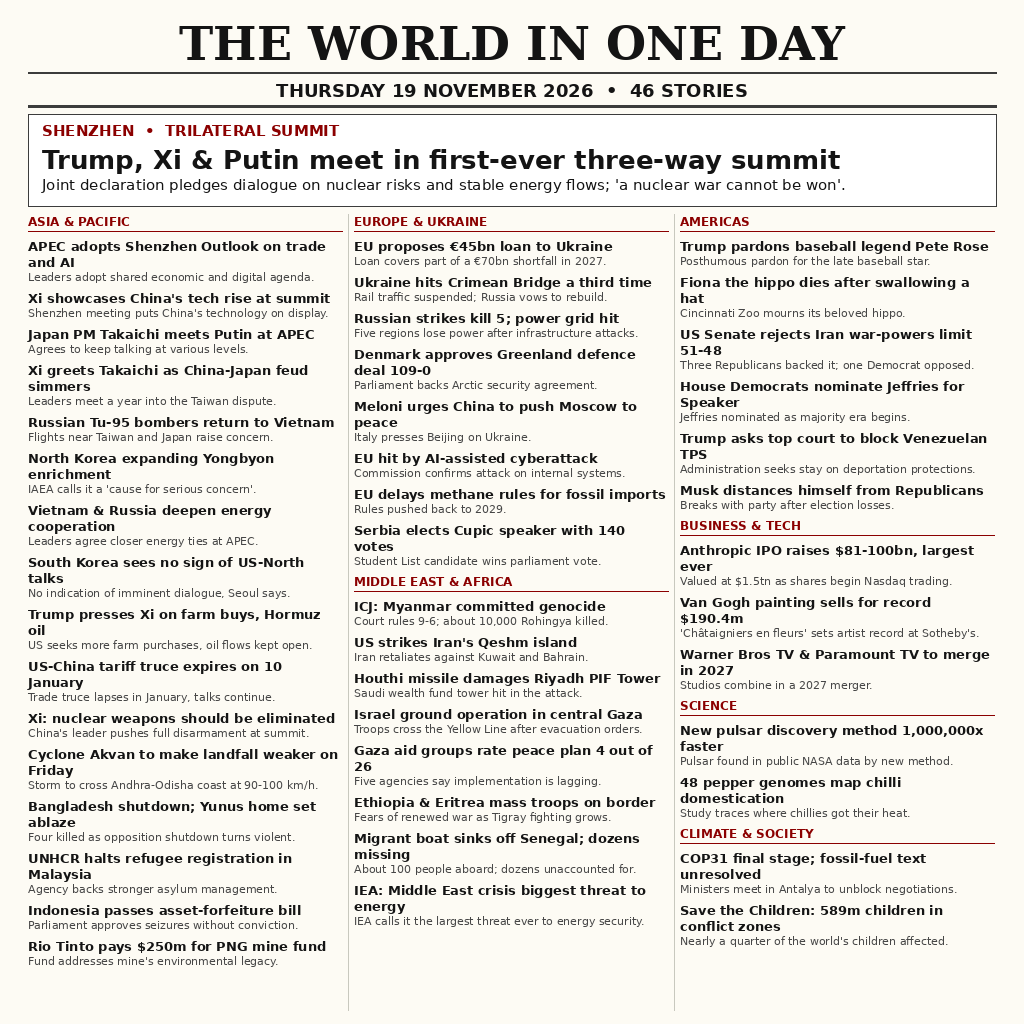 THE WORLD IN ONE DAY
THURSDAY 19 NOVEMBER 2026 • 46 STORIES
SHENZHEN • TRILATERAL SUMMIT
Trump, Xi & Putin meet in first-ever three-way summit
Joint declaration pledges dialogue on nuclear risks and stable energy flows; 'a nuclear war cannot be won'.
ASIA & PACIFIC
APEC adopts Shenzhen Outlook on trade
and AI
Leaders adopt shared economic and digital agenda.
Xi showcases China's tech rise at summit
Shenzhen meeting puts China's technology on display.
Japan PM Takaichi meets Putin at APEC
Agrees to keep talking at various levels.
Xi greets Takaichi as China-Japan feud
simmers
Leaders meet a year into the Taiwan dispute.
Russian Tu-95 bombers return to Vietnam
Flights near Taiwan and Japan raise concern.
North Korea expanding Yongbyon
enrichment
IAEA calls it a 'cause for serious concern'.
Vietnam & Russia deepen energy
cooperation
Leaders agree closer energy ties at APEC.
South Korea sees no sign of US-North
talks
No indication of imminent dialogue, Seoul says.
Trump presses Xi on farm buys, Hormuz
oil
US seeks more farm purchases, oil flows kept open.
US-China tariff truce expires on 10
January
Trade truce lapses in January, talks continue.
Xi: nuclear weapons should be eliminated
China's leader pushes full disarmament at summit.
Cyclone Akvan to make landfall weaker on
Friday
Storm to cross Andhra-Odisha coast at 90-100 km/h.
Bangladesh shutdown; Yunus home set
ablaze
Four killed as opposition shutdown turns violent.
UNHCR halts refugee registration in
Malaysia
Agency backs stronger asylum management.
Indonesia passes asset-forfeiture bill
Parliament approves seizures without conviction.
Rio Tinto pays $250m for PNG mine fund
Fund addresses mine's environmental legacy.
EUROPE & UKRAINE
EU proposes €45bn loan to Ukraine
Loan covers part of a €70bn shortfall in 2027.
Ukraine hits Crimean Bridge a third time
Rail traffic suspended; Russia vows to rebuild.
Russian strikes kill 5; power grid hit
Five regions lose power after infrastructure attacks.
Denmark approves Greenland defence
deal 109-0
Parliament backs Arctic security agreement.
Meloni urges China to push Moscow to
peace
Italy presses Beijing on Ukraine.
EU hit by AI-assisted cyberattack
Commission confirms attack on internal systems.
EU delays methane rules for fossil imports
Rules pushed back to 2029.
Serbia elects Cupic speaker with 140
votes
Student List candidate wins parliament vote.
MIDDLE EAST & AFRICA
ICJ: Myanmar committed genocide
Court rules 9-6; about 10,000 Rohingya killed.
US strikes Iran's Qeshm island
Iran retaliates against Kuwait and Bahrain.
Houthi missile damages Riyadh PIF Tower
Saudi wealth fund tower hit in the attack.
Israel ground operation in central Gaza
Troops cross the Yellow Line after evacuation orders.
Gaza aid groups rate peace plan 4 out of
26
Five agencies say implementation is lagging.
Ethiopia & Eritrea mass troops on border
Fears of renewed war as Tigray fighting grows.
Migrant boat sinks off Senegal; dozens
missing
About 100 people aboard; dozens unaccounted for.
IEA: Middle East crisis biggest threat to
energy
IEA calls it the largest threat ever to energy security.
AMERICAS
Trump pardons baseball legend Pete Rose
Posthumous pardon for the late baseball star.
Fiona the hippo dies after swallowing a
hat
Cincinnati Zoo mourns its beloved hippo.
US Senate rejects Iran war-powers limit
51-48
Three Republicans backed it; one Democrat opposed.
House Democrats nominate Jeffries for
Speaker
Jeffries nominated as majority era begins.
Trump asks top court to block Venezuelan
TPS
Administration seeks stay on deportation protections.
Musk distances himself from Republicans
Breaks with party after election losses.
BUSINESS & TECH
Anthropic IPO raises $81-100bn, largest
ever
Valued at $1.5tn as shares begin Nasdaq trading.
Van Gogh painting sells for record
$190.4m
'Châtaigniers en fleurs' sets artist record at Sotheby's.
Warner Bros TV & Paramount TV to merge
in 2027
Studios combine in a 2027 merger.
SCIENCE
New pulsar discovery method 1,000,000x
faster
Pulsar found in public NASA data by new method.
48 pepper genomes map chilli
domestication
Study traces where chillies got their heat.
CLIMATE & SOCIETY
COP31 final stage; fossil-fuel text
unresolved
Ministers meet in Antalya to unblock negotiations.
Save the Children: 589m children in
conflict zones
Nearly a quarter of the world's children affected.